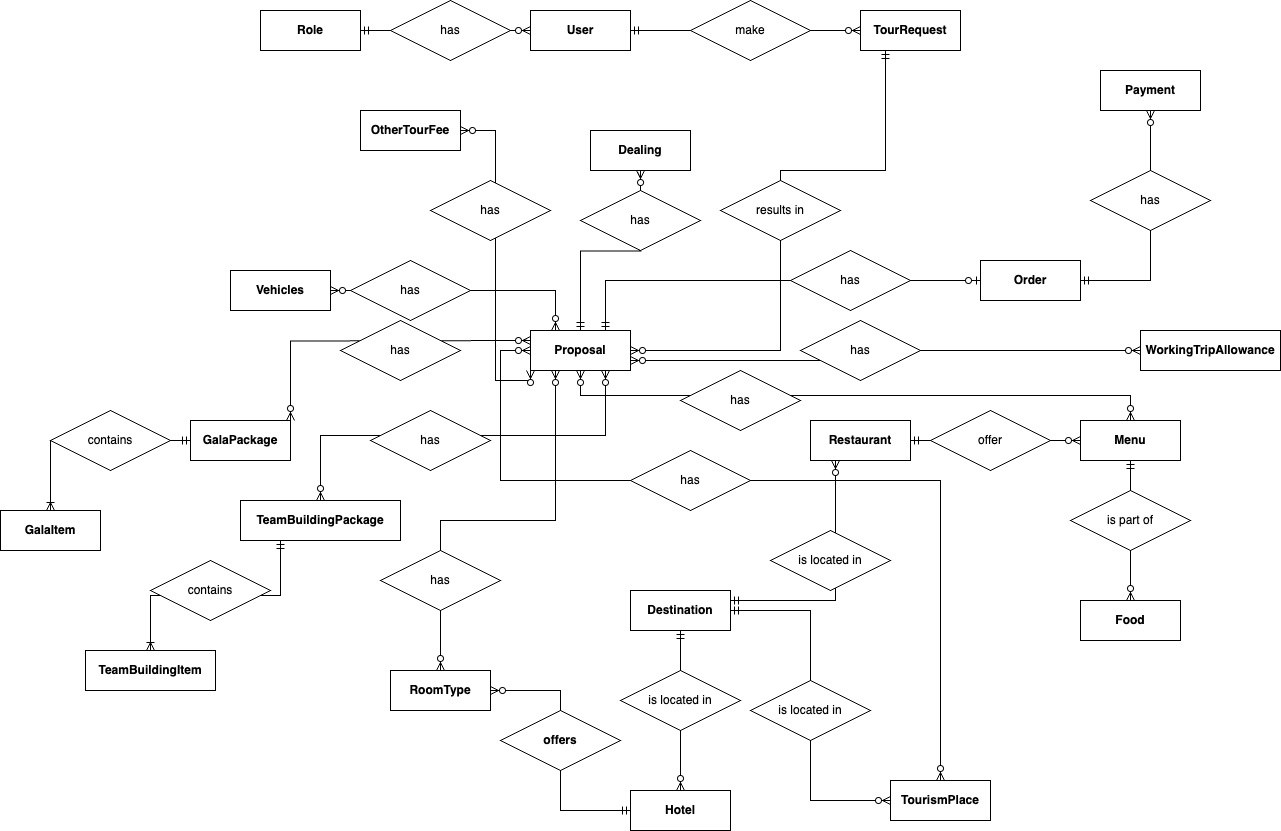 Role
has
User
make
TourRequest
Payment
OtherTourFee
Dealing
has
has
results in
has
Vehicles
has
has
Order
has
Proposal
has
WorkingTripAllowance
has
contains
GalaPackage
has
Restaurant
offer
Menu
has
GalaItem
TeamBuildingPackage
is part of
is located in
has
contains
Destination
Food
TeamBuildingItem
RoomType
is located in
is located in
offers
TourismPlace
Hotel